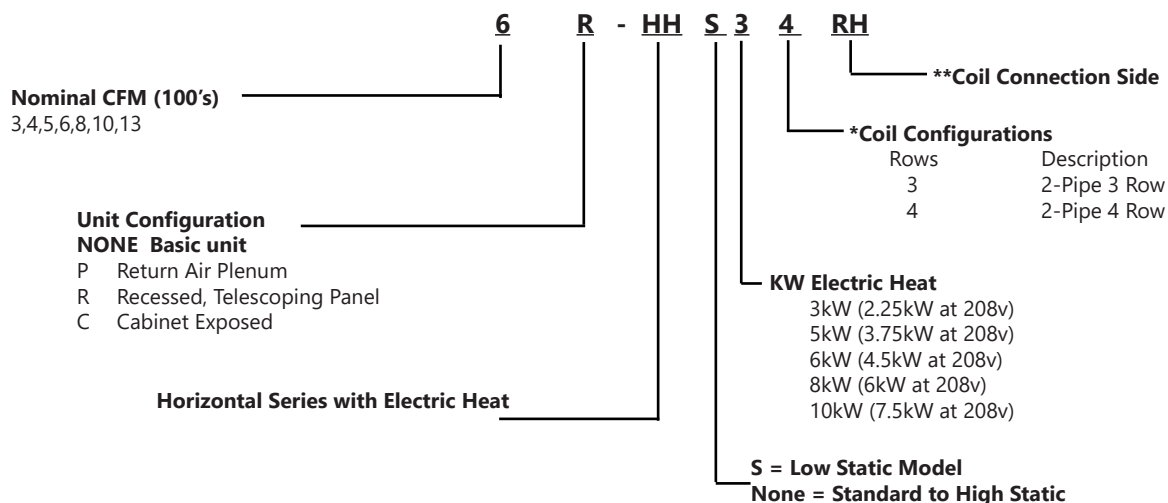 6 R - HH S 3 4 RH
**Coil Connection Side
Nominal CFM (100's)
3,4,5,6,8,10,13
*Coil Configurations
Rows Description
3 2-Pipe 3 Row
4 2-Pipe 4 Row
Unit Configuration
NONE Basic unit
P Return Air Plenum
R Recessed, Telescoping Panel
C Cabinet Exposed
KW Electric Heat
3kW (2.25kW at 208v)
5kW (3.75kW at 208v)
6kW (4.5kW at 208v)
8kW (6kW at 208v)
10kW (7.5kW at 208v)
Horizontal Series with Electric Heat
S = Low Static Model
None = Standard to High Static